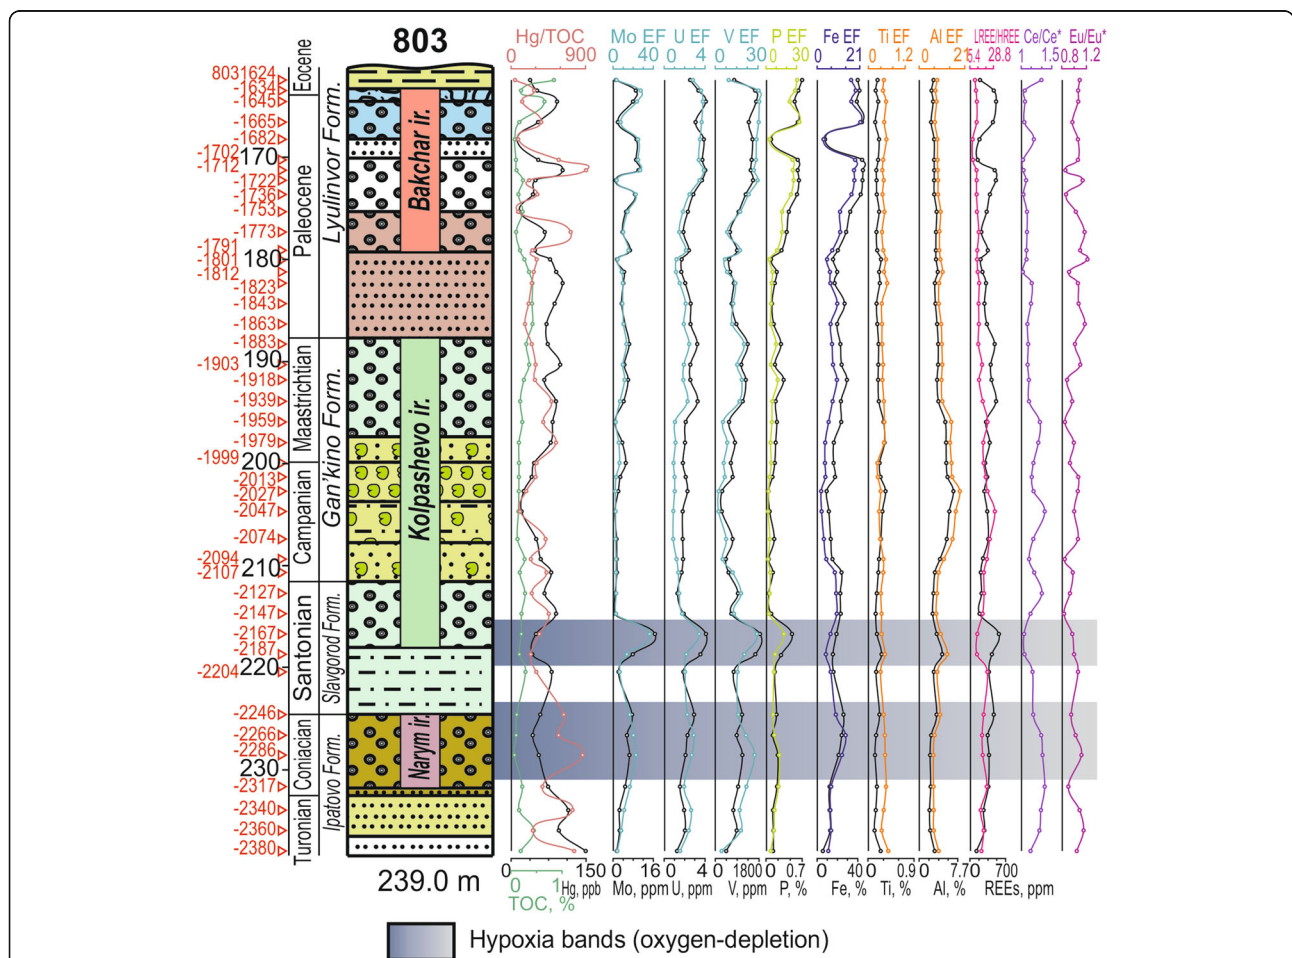 803
Hg/TOC Mo EF U EF V EF P EF Fe EF Ti EF Al EF LREE/HREE Ce/Ce* Eu/Eu*
0 900 0 40 0 4 0 30 0 30 0 21 0 1.2 0 21 5.4 28.8 1 1.5 0.8 1.2
8031624
-1634
-1645
-1665
-1682
-1702
170
-1712
-1722
-1736
-1753
-1773
-1791
-1801
180
-1812
-1823
-1843
-1863
-1883
-1903
190
-1918
-1939
-1959
-1979
-1999
200
-2013
-2027
-2047
-2074
-2094
-2107
210
-2127
-2147
-2167
-2187
-2204
220
-2246
-2266
-2286
230
-2317
-2340
-2360
-2380
Eocene
Paleocene
Maastrichtian
Campanian
Santonian
Coniacian
Turonian
Lyulinvor Form.
Gan'kino Form.
Slavgorod Form.
Ipatovo Form.
Bakchar ir.
Kolpashevo ir.
Narym ir.
239.0 m
0 150 0 16 0 4 0 1800 0 0.7 0 40 0 0.9 0 7.7 0 700
0 1 Hg, ppb Mo, ppm U, ppm V, ppm P, % Fe, % Ti, % Al, % REEs, ppm
TOC, %
Hypoxia bands (oxygen-depletion)